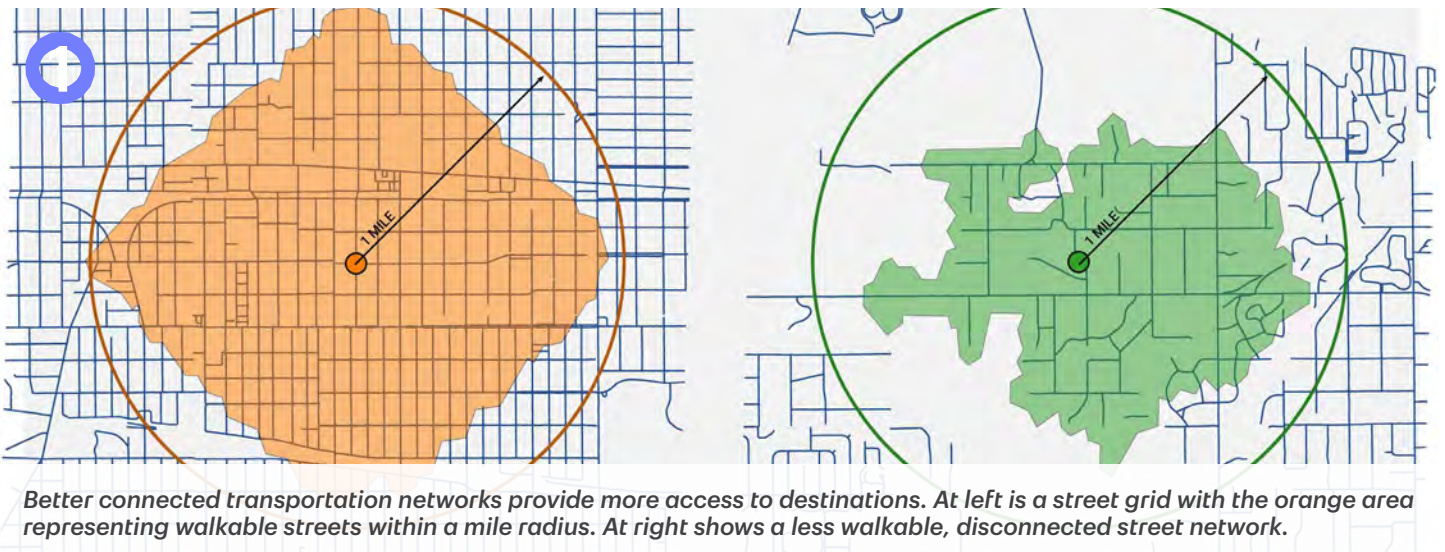 1 MILE
1 MILE
Better connected transportation networks provide more access to destinations. At left is a street grid with the orange area
representing walkable streets within a mile radius. At right shows a less walkable, disconnected street network.